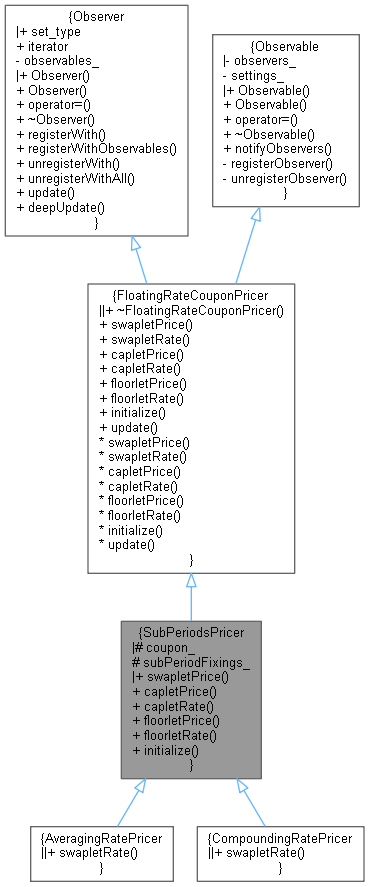 {Observer
|+ set_type
+ iterator
- observables_
|+ Observer()
+ Observer()
+ operator=()
+ ~Observer()
+ registerWith()
+ registerWithObservables()
+ unregisterWith()
+ unregisterWithAll()
+ update()
+ deepUpdate()
}
{Observable
|- observers_
- settings_
|+ Observable()
+ Observable()
+ operator=()
+ ~Observable()
+ notifyObservers()
- registerObserver()
- unregisterObserver()
}
{FloatingRateCouponPricer
||+ ~FloatingRateCouponPricer()
+ swapletPrice()
+ swapletRate()
+ capletPrice()
+ capletRate()
+ floorletPrice()
+ floorletRate()
+ initialize()
+ update()
* swapletPrice()
* swapletRate()
* capletPrice()
* capletRate()
* floorletPrice()
* floorletRate()
* initialize()
* update()
}
{SubPeriodsPricer
|# coupon_
# subPeriodFixings_
|+ swapletPrice()
+ capletPrice()
+ capletRate()
+ floorletPrice()
+ floorletRate()
+ initialize()
}
{AveragingRatePricer
||+ swapletRate()
}
{CompoundingRatePricer
||+ swapletRate()
}